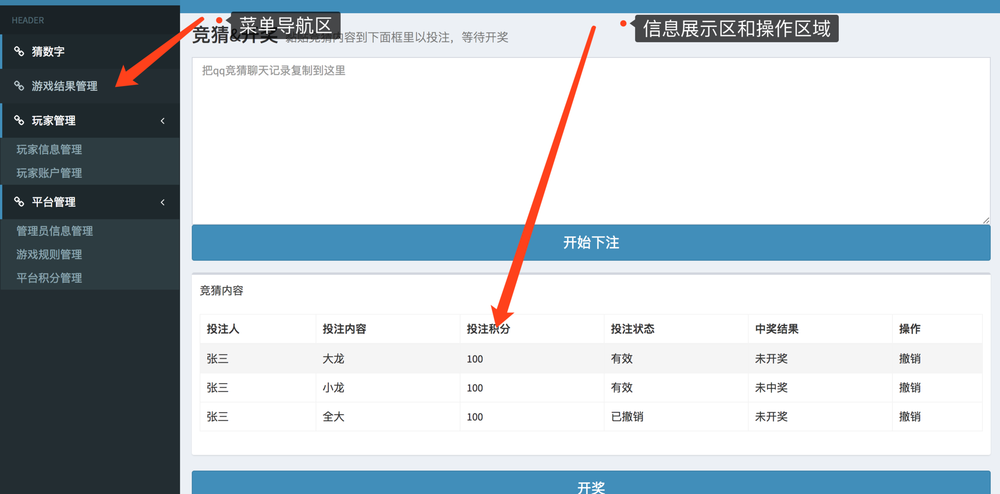 HEADER
猜数字
游戏结果管理
玩家管理
玩家信息管理
玩家账户管理
平台管理
管理员信息管理
游戏规则管理
平台积分管理
菜单导航区
信息展示区和操作区域
竞猜&开奖 黏贴竞猜内容到下面框里以投注，等待开奖
把qq竞猜聊天记录复制到这里
开始下注
竞猜内容
投注人 投注内容 投注积分 投注状态 中奖结果 操作
张三 大龙 100 有效 未开奖 撤销
张三 小龙 100 有效 未中奖 撤销
张三 全大 100 已撤销 未开奖 撤销
开奖